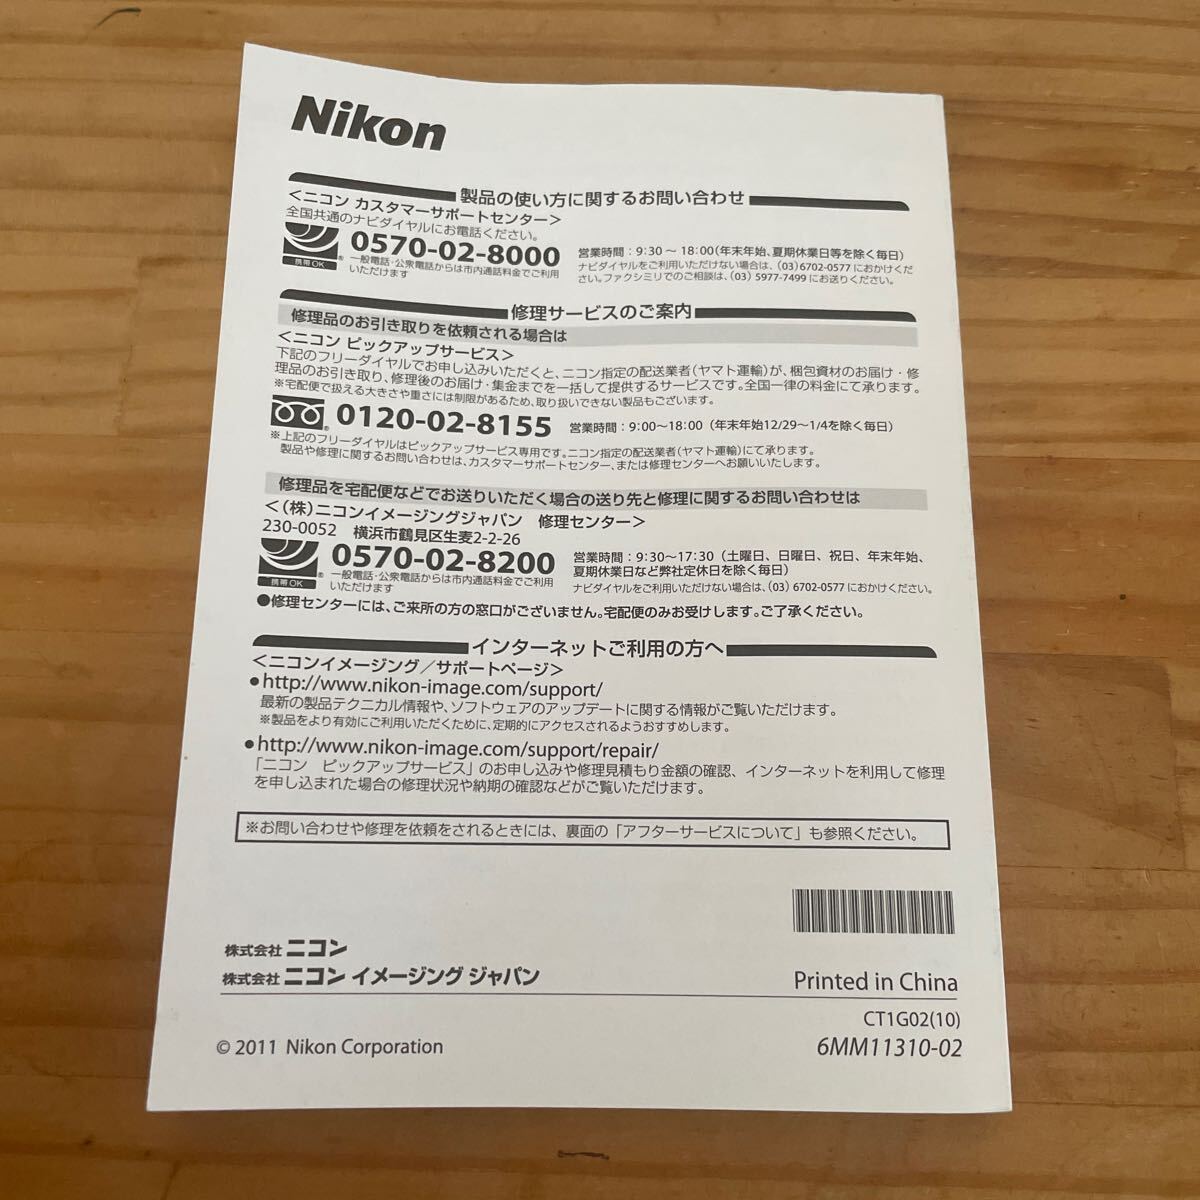 Nikon
製品の使い方に関するお問い合わせ
＜ニコン カスタマーサポートセンター＞
全国共通のナビダイヤルにお電話ください。
携帯OK
0570-02-8000
一般電話・公衆電話からは市内通話料金でご利用
いただけます
営業時間：9:30～18:00(年末年始、夏期休業日等を除く毎日)
ナビダイヤルをご利用いただけない場合は、(03)6702-0577におかけくだ
さい。ファクシミリでのご相談は、(03) 5977-7499にお送りください。
修理サービスのご案内
修理品のお引き取りを依頼される場合は
＜ニコン ピックアップサービス＞
下記のフリーダイヤルでお申し込みいただくと、ニコン指定の配送業者(ヤマト運輸)が、梱包資材のお届け・修
理品のお引き取り、修理後のお届け・集金までを一括して提供するサービスです。全国一律の料金にて承ります。
※宅配便で扱える大きさや重さには制限があるため、取り扱いできない製品もございます。
0120-02-8155
営業時間：9:00～18:00（年末年始12/29～1/4を除く毎日）
※上記のフリーダイヤルはピックアップサービス専用です。ニコン指定の配送業者(ヤマト運輸)にて承ります。
製品や修理に関するお問い合わせは、カスタマーサポートセンター、または修理センターへお願いいたします。
修理品を宅配便などでお送りいただく場合の送り先と修理に関するお問い合わせは
＜(株)ニコンイメージングジャパン　修理センター＞
230-0052　横浜市鶴見区生麦2-2-26
携帯OK
0570-02-8200
一般電話・公衆電話からは市内通話料金でご利用
いただけます
営業時間：9:30～17:30（土曜日、日曜日、祝日、年末年始、
夏期休業日など弊社定休日を除く毎日）
ナビダイヤルをご利用いただけない場合は、(03) 6702-0577におかけください。
●修理センターには、ご来所の方の窓口がございません。宅配便のみお受けします。ご了承ください。
インターネットご利用の方へ
＜ニコンイメージング／サポートページ＞
●http://www.nikon-image.com/support/
最新の製品テクニカル情報や、ソフトウェアのアップデートに関する情報がご覧いただけます。
※製品をより有効にご利用いただくために、定期的にアクセスされるようおすすめします。
●http://www.nikon-image.com/support/repair/
「ニコン　ピックアップサービス」のお申し込みや修理見積もり金額の確認、インターネットを利用して修理
を申し込まれた場合の修理状況や納期の確認などがご覧いただけます。
※お問い合わせや修理を依頼をされるときには、裏面の「アフターサービスについて」も参照ください。
株式会社 ニコン
株式会社 ニコン イメージング ジャパン
Printed in China
CT1G02(10)
6MM11310-02
© 2011 Nikon Corporation